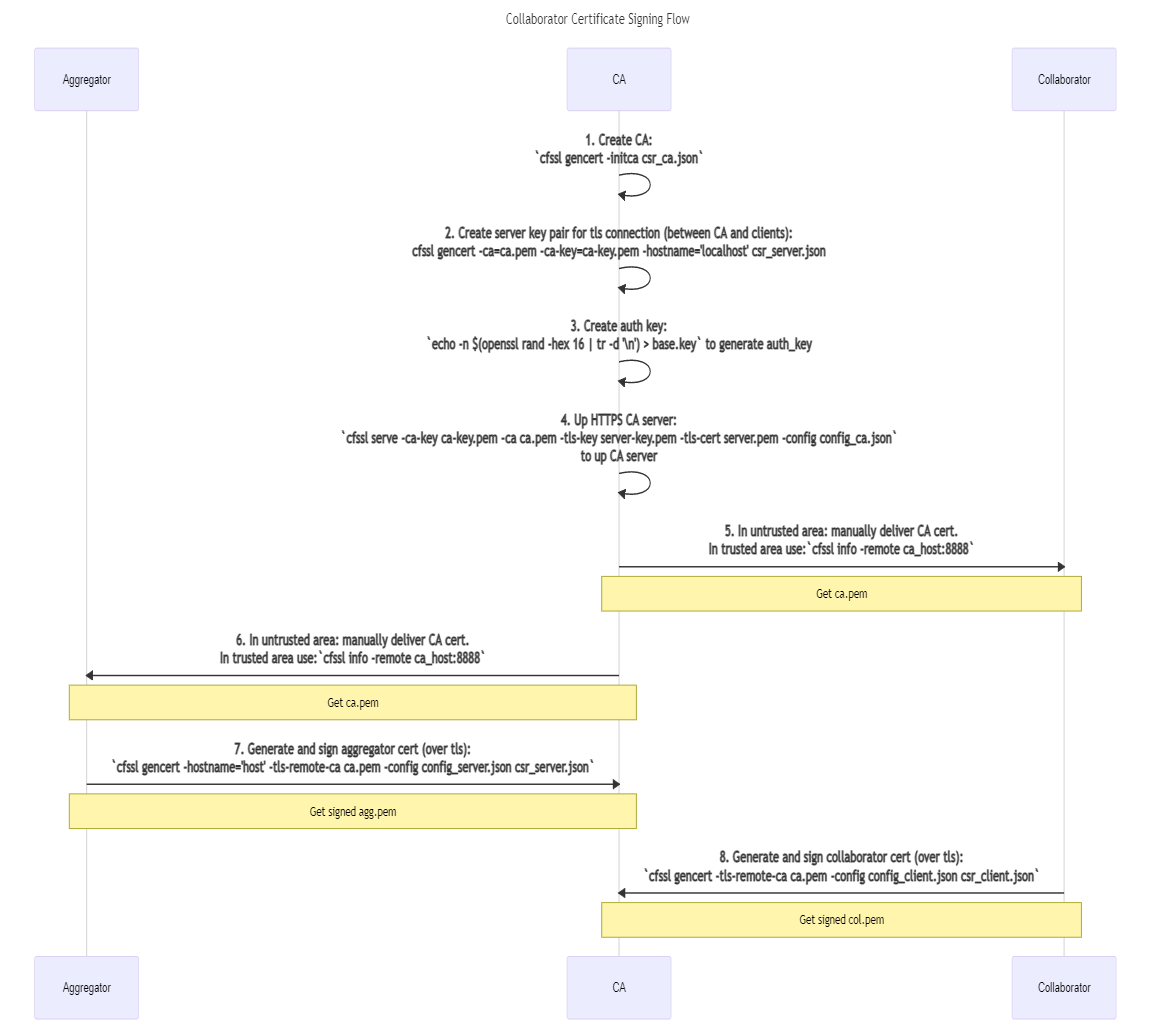 Collaborator Certificate Signing Flow
Aggregator
CA
Collaborator
1. Create CA:
`cfssl gencert -initca csr_ca.json`
2. Create server key pair for tls connection (between CA and clients):
cfssl gencert -ca=ca.pem -ca-key=ca-key.pem -hostname='localhost' csr_server.json
3. Create auth key:
`echo -n $(openssl rand -hex 16 | tr -d '\n') > base.key` to generate auth_key
4. Up HTTPS CA server:
`cfssl serve -ca-key ca-key.pem -ca ca.pem -tls-key server-key.pem -tls-cert server.pem -config config_ca.json`
to up CA server
5. In untrusted area: manually deliver CA cert.
In trusted area use:`cfssl info -remote ca_host:8888`
Get ca.pem
6. In untrusted area: manually deliver CA cert.
In trusted area use:`cfssl info -remote ca_host:8888`
Get ca.pem
7. Generate and sign aggregator cert (over tls):
`cfssl gencert -hostname='host' -tls-remote-ca ca.pem -config config_server.json csr_server.json`
Get signed agg.pem
8. Generate and sign collaborator cert (over tls):
`cfssl gencert -tls-remote-ca ca.pem -config config_client.json csr_client.json`
Get signed col.pem
Aggregator
CA
Collaborator